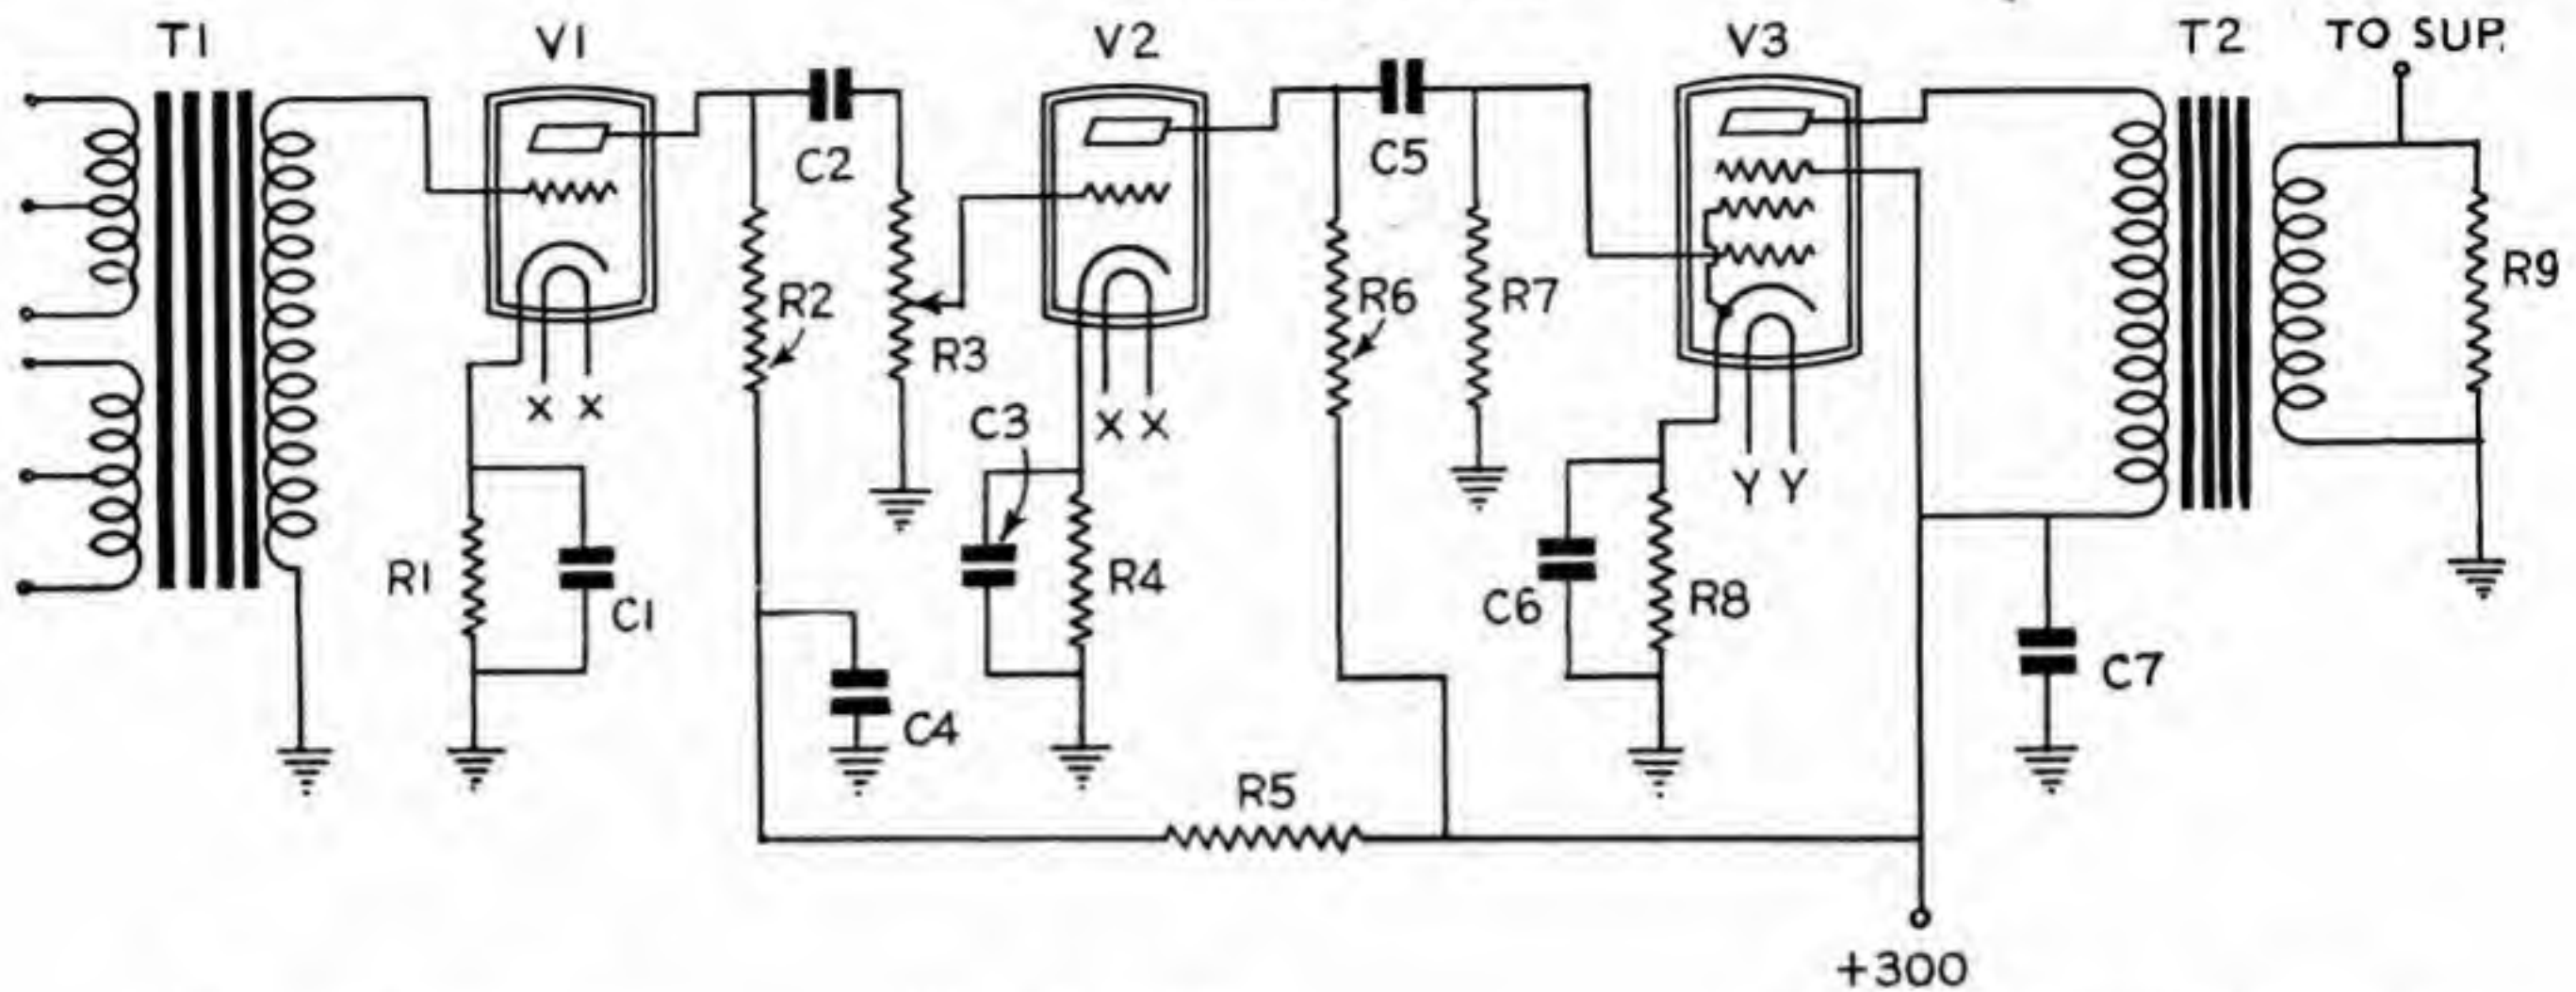 T1
V1
V2
V3
T2
TO SUP.
C2
C5
R2
R3
R6
R7
R9
X X
C3
X X
Y Y
R1
C1
R4
C6
R8
C4
C7
R5
+300